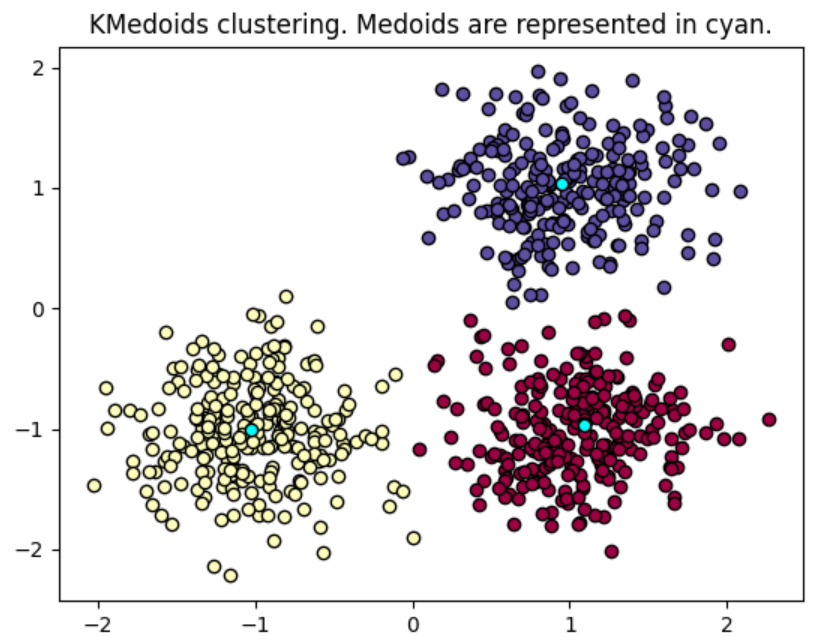 KMedoids clustering. Medoids are represented in cyan.
2
1
0
−1
−2
−2 −1 0 1 2